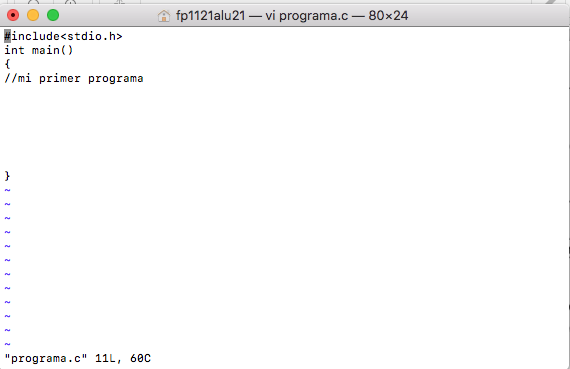 fp1121alu21 — vi programa.c — 80×24
#include<stdio.h>
int main()
{
//mi primer programa
}
~
~
~
~
~
~
~
~
~
~
~
~
"programa.c" 11L, 60C